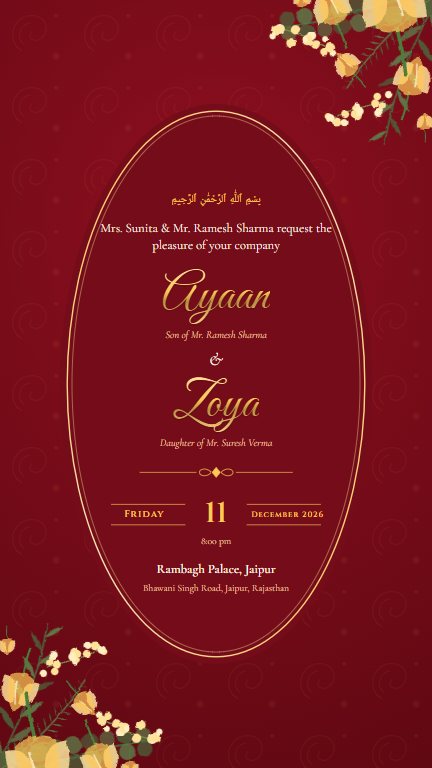 بِسْمِ اللَّهِ الرَّحْمَٰنِ الرَّحِيمِ
Mrs. Sunita & Mr. Ramesh Sharma request the
pleasure of your company
Ayaan
Son of Mr. Ramesh Sharma
&
Zoya
Daughter of Mr. Suresh Verma
Friday 11 December 2026
8:00 pm
Rambagh Palace, Jaipur
Bhawani Singh Road, Jaipur, Rajasthan